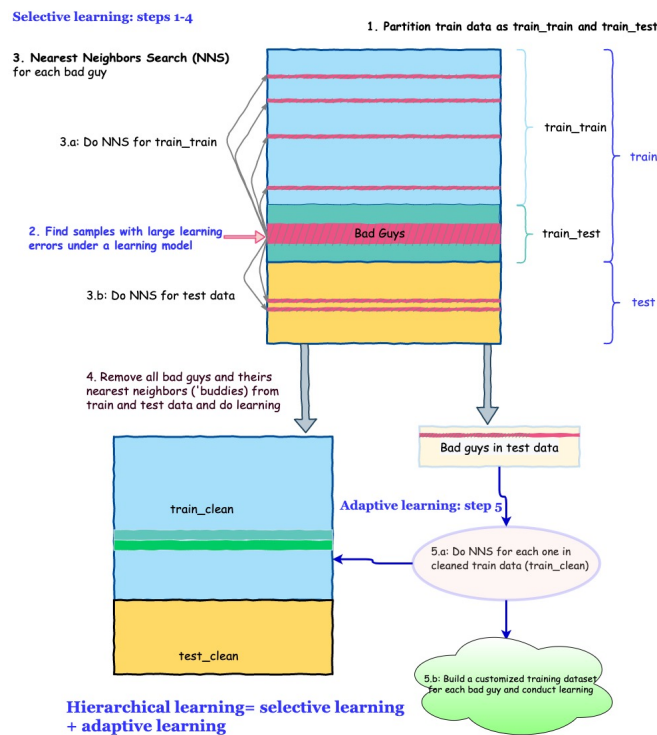 Selective learning: steps 1-4
1. Partition train data as train_train and train_test
3. Nearest Neighbors Search (NNS)
for each bad guy
3.a: Do NNS for train_train
train_train
train
2. Find samples with large learning
errors under a learning model
Bad Guys
train_test
3.b: Do NNS for test data
test
4. Remove all bad guys and theirs
nearest neighbors ('buddies) from
train and test data and do learning
Bad guys in test data
train_clean
Adaptive learning: step 5
5.a: Do NNS for each one in
cleaned train data (train_clean)
test_clean
5.b: Build a customized training dataset
for each bad guy and conduct learning
Hierarchical learning= selective learning
+ adaptive learning